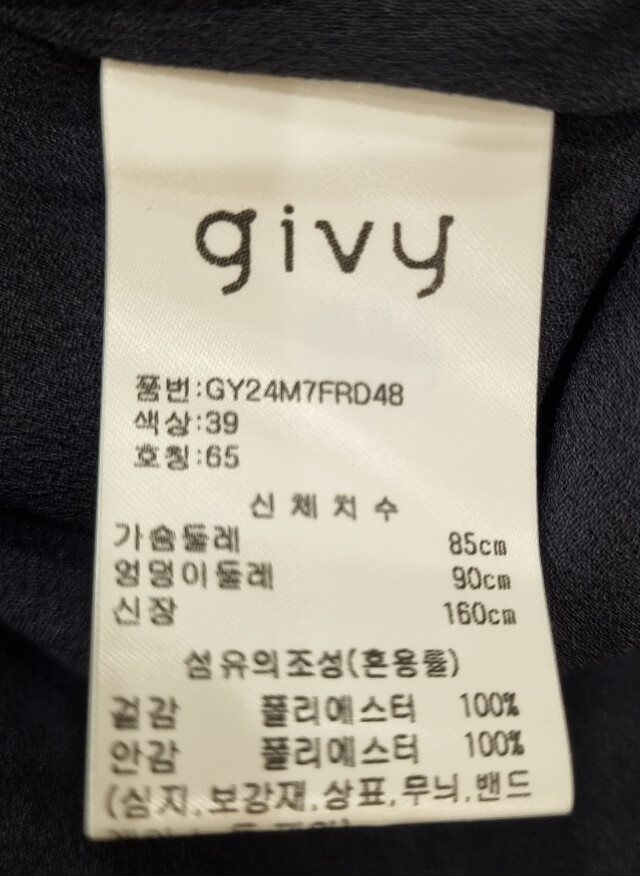 givy
품번:GY24M7FRD48
색상:39
호칭:65
신 체 치 수
가슴둘레 85cm
엉덩이둘레 90cm
신장 160cm
섬유의조성(혼용률)
겉감 폴리에스터 100%
안감 폴리에스터 100%
(심지,보강재,상표,무늬,밴드